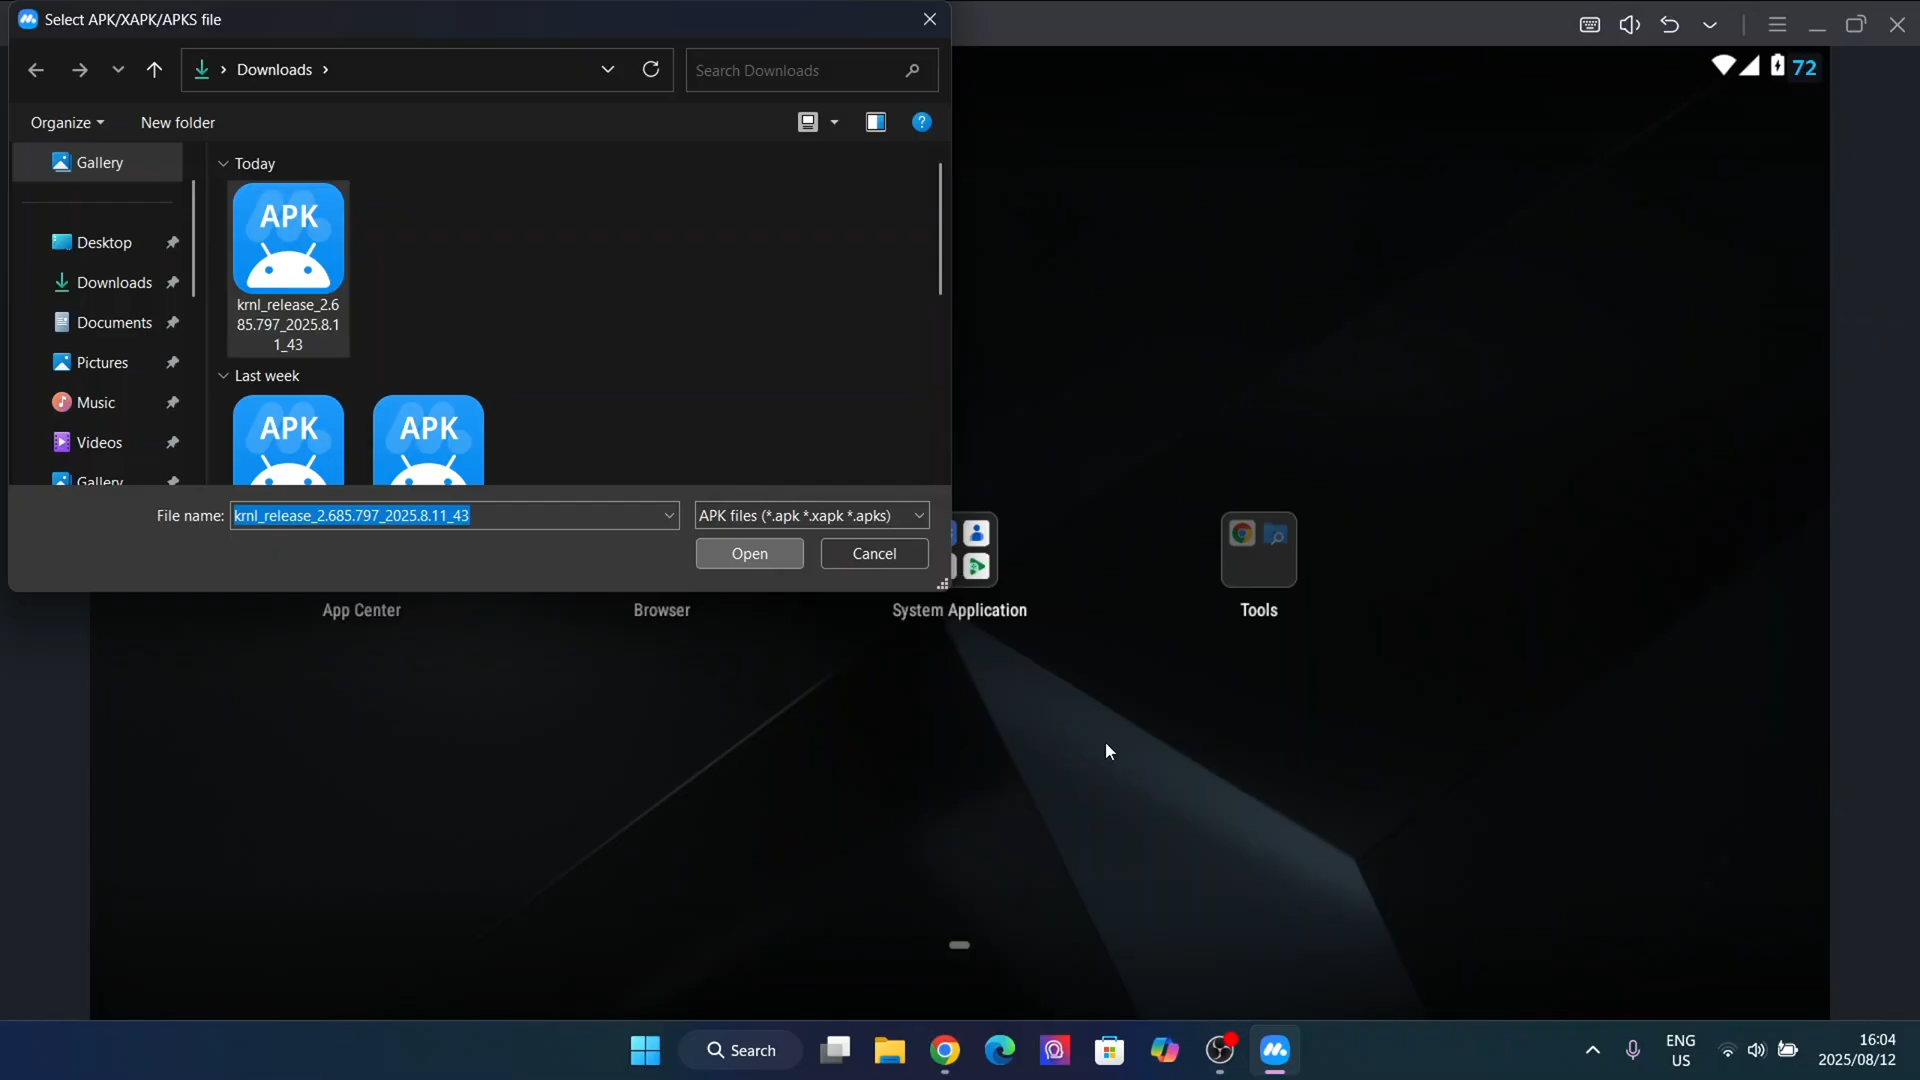 Select APK/XAPK/APKS file
Downloads
Search Downloads
72
Organize
New folder
Gallery
Today
APK
krnl_release_2.6
85.797_2025.8.1
1_43
Desktop
Downloads
Documents
Pictures
Music
Videos
Gallery
Last week
APK
APK
File name:
krnl_release_2.685.797_2025.8.11_43
APK files (*.apk *.xapk *.apks)
Open
Cancel
App Center
Browser
System Application
Tools
Search
ENG
US
16:04
2025/08/12